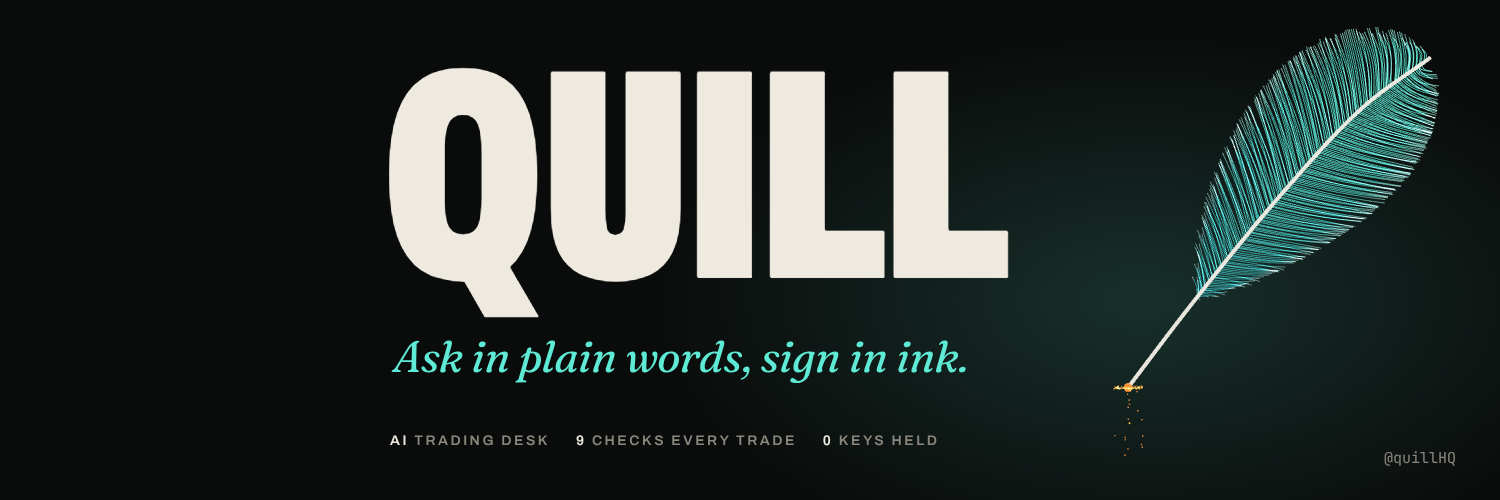 QUILL
Ask in plain words, sign in ink.
AI TRADING DESK 9 CHECKS EVERY TRADE 0 KEYS HELD
@quillHQ